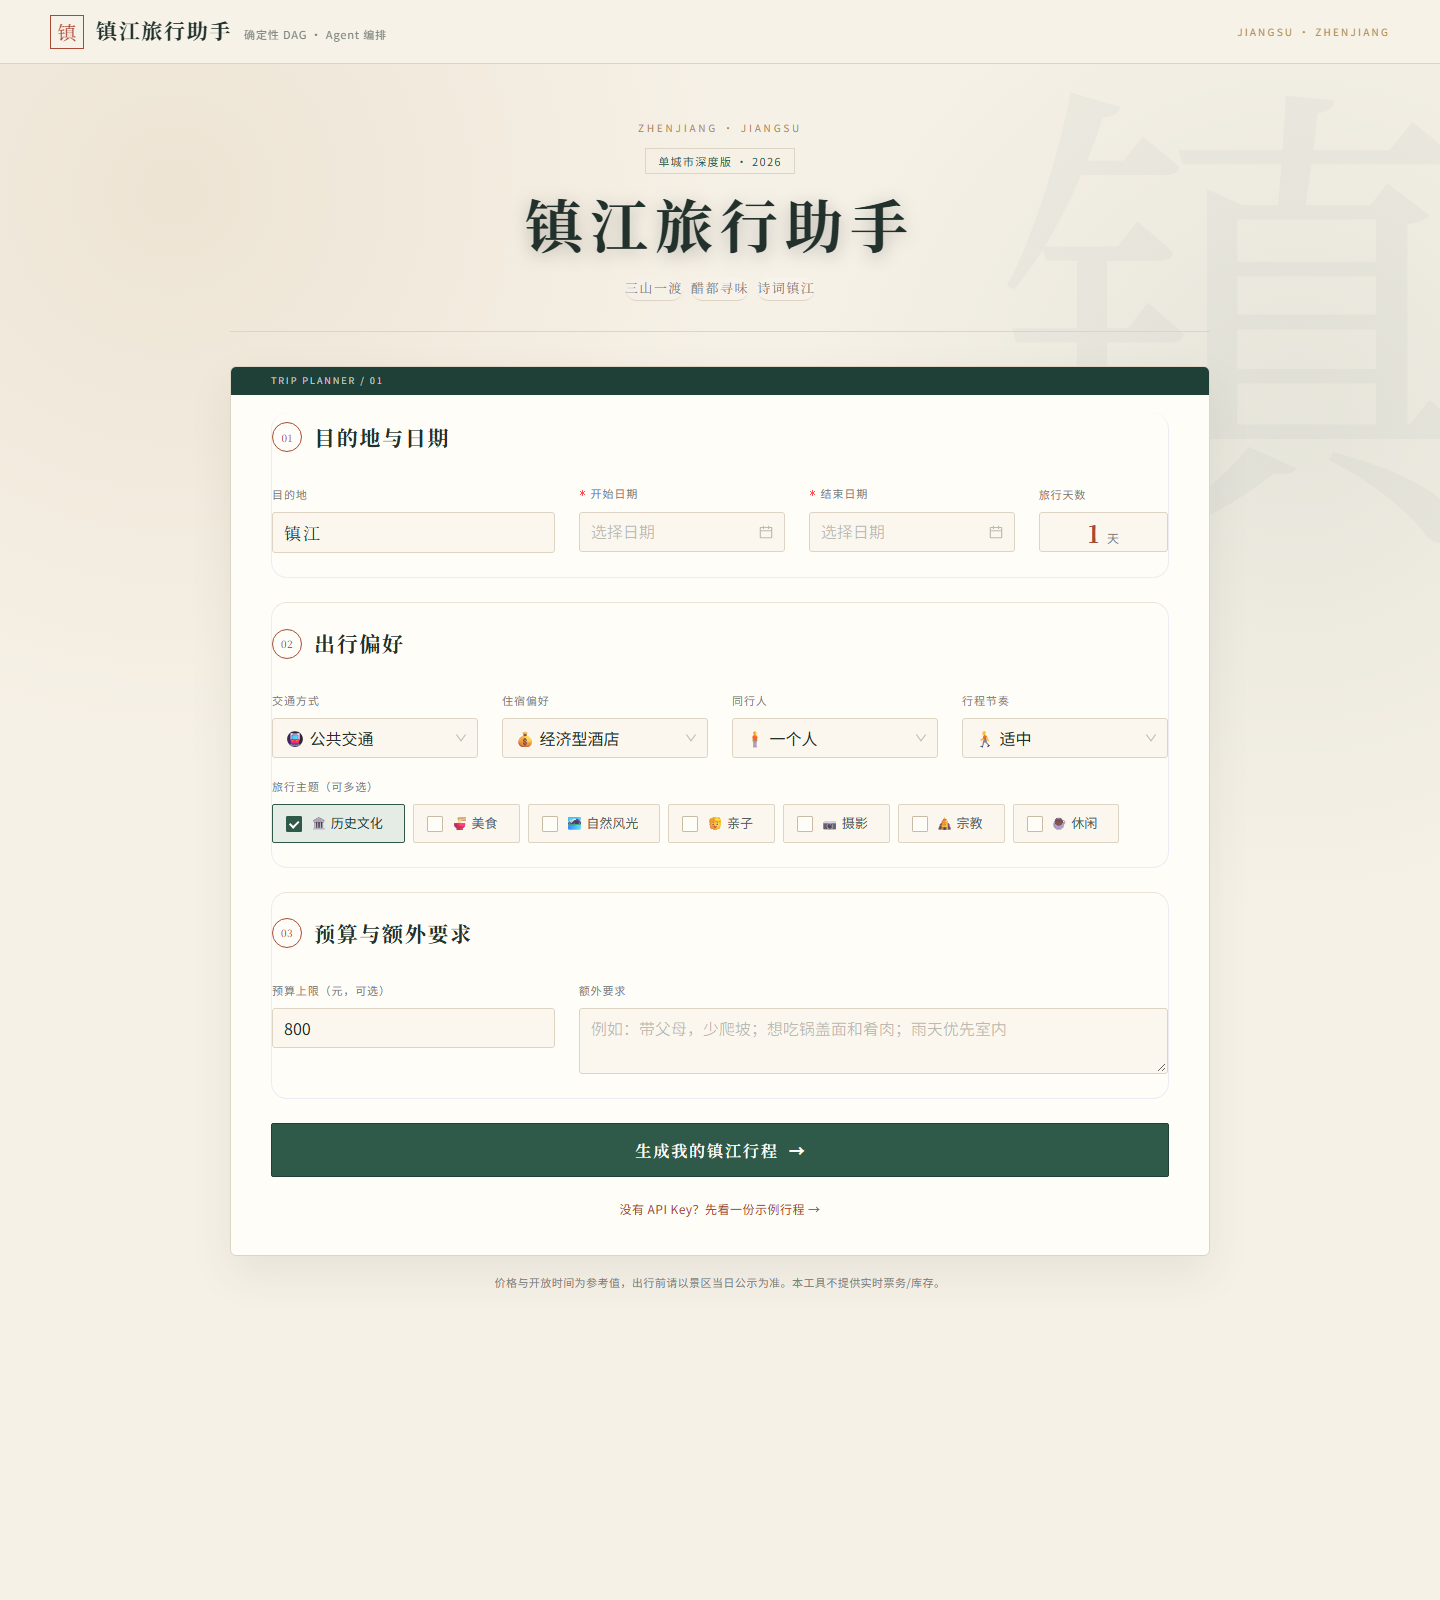 镇 镇江旅行助手 确定性 DAG · Agent 编排 JIANGSU · ZHENJIANG
镇
ZHENJIANG · JIANGSU
单城市深度版 · 2026
镇江旅行助手
三山一渡 醋都寻味 诗词镇江
TRIP PLANNER / 01
01 目的地与日期
目的地 * 开始日期 * 结束日期 旅行天数
镇江 选择日期 选择日期 1 天
02 出行偏好
交通方式 住宿偏好 同行人 行程节奏
公共交通 经济型酒店 一个人 适中
旅行主题（可多选）
历史文化 美食 自然风光 亲子 摄影 宗教 休闲
03 预算与额外要求
预算上限（元，可选） 额外要求
800 例如：带父母，少爬坡；想吃锅盖面和肴肉；雨天优先室内
生成我的镇江行程 →
没有 API Key？先看一份示例行程 →
价格与开放时间为参考值，出行前请以景区当日公示为准。本工具不提供实时票务/库存。